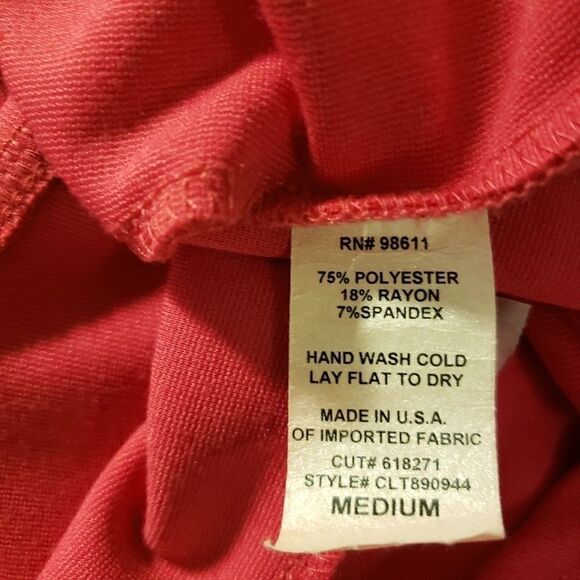 RN# 98611
75% POLYESTER
18% RAYON
7%SPANDEX
HAND WASH COLD
LAY FLAT TO DRY
MADE IN U.S.A.
OF IMPORTED FABRIC
CUT# 618271
STYLE# CLT890944
MEDIUM